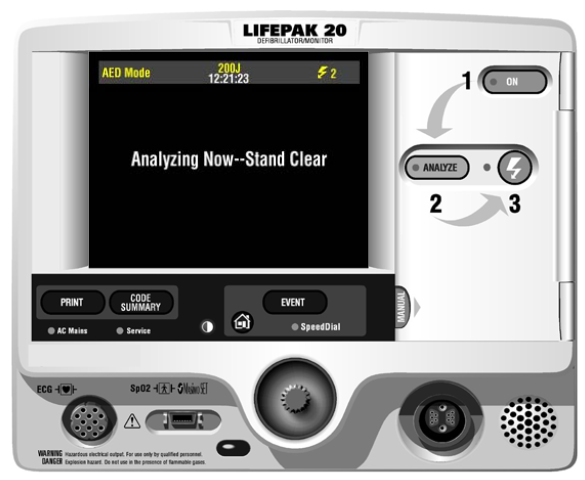 LIFEPAK 20
DEFIBRILLATOR/MONITOR
AED Mode 200J 2
12:21:23
Analyzing Now--Stand Clear
1 ON
ANALYZE
2 3
PRINT CODE SUMMARY EVENT MANUAL
AC Mains Service SpeedDial
ECG SpO2 Masimo SET
WARNING Hazardous electrical output. For use only by qualified personnel.
DANGER Explosion hazard. Do not use in the presence of flammable gases.